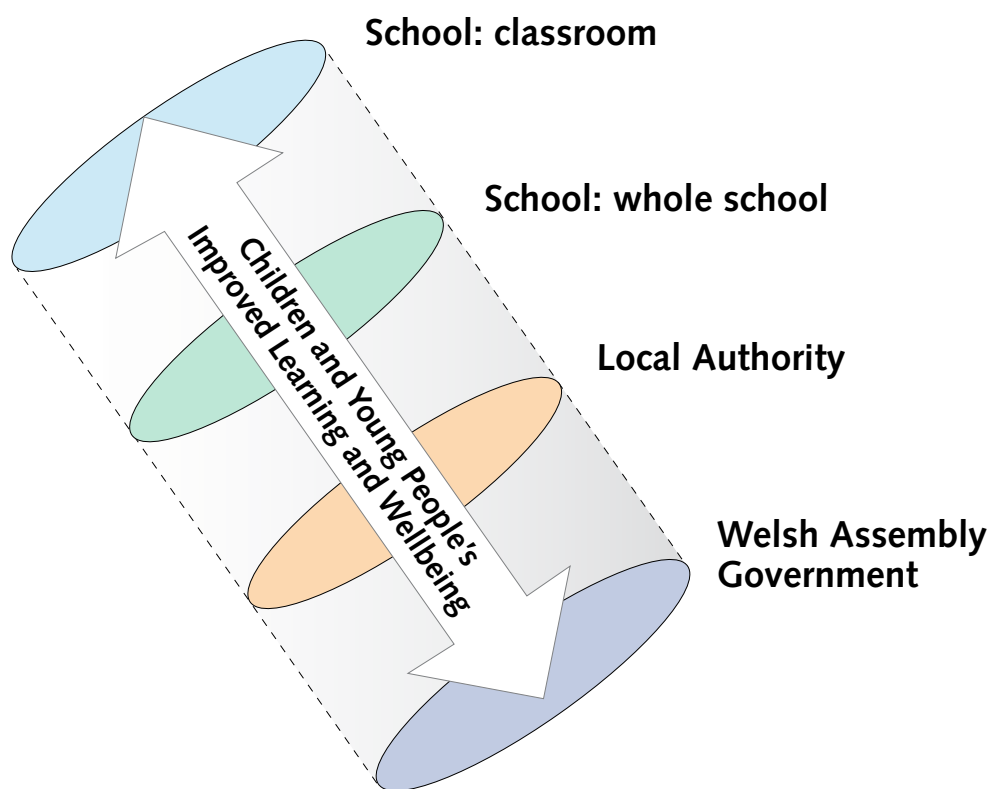 School: classroom
School: whole school
Local Authority
Welsh Assembly
Government
Children and Young People's
Improved Learning and Wellbeing